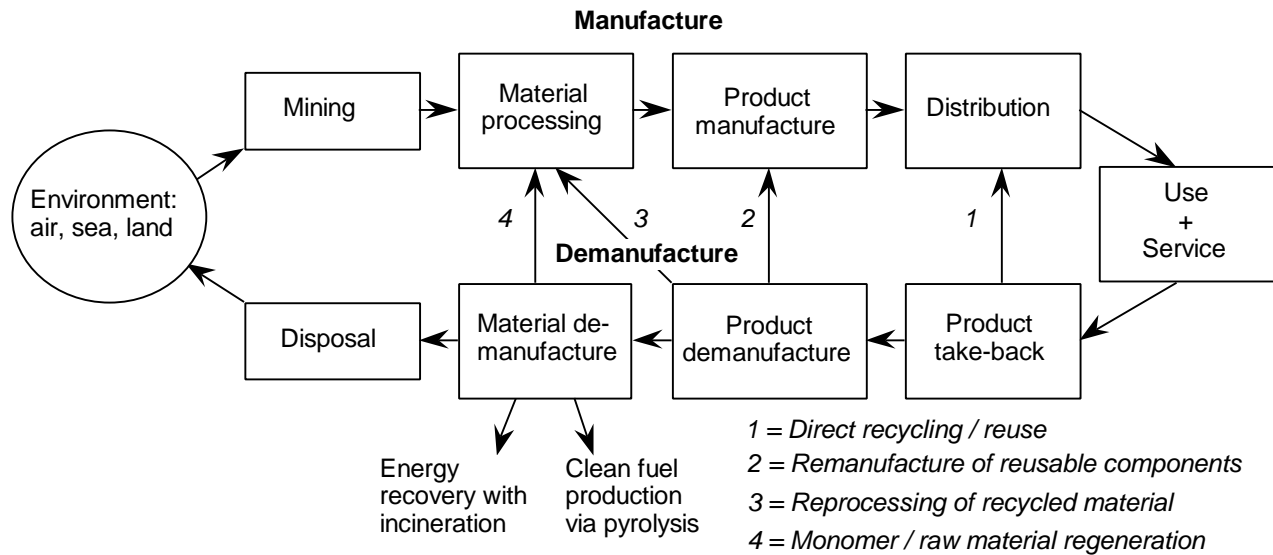 Manufacture
Mining
Material
processing
Product
manufacture
Distribution
Environment:
air, sea, land
Use
+
Service
4
3
2
1
Demanufacture
Disposal
Material de-
manufacture
Product
demanufacture
Product
take-back
Energy
recovery with
incineration
Clean fuel
production
via pyrolysis
1 = Direct recycling / reuse
2 = Remanufacture of reusable components
3 = Reprocessing of recycled material
4 = Monomer / raw material regeneration